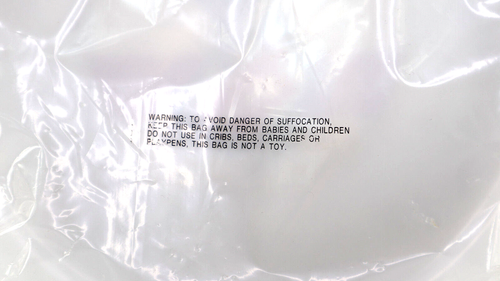 WARNING: TO AVOID DANGER OF SUFFOCATION,
KEEP THIS BAG AWAY FROM BABIES AND CHILDREN
DO NOT USE IN CRIBS, BEDS, CARRIAGES OR
PLAYPENS, THIS BAG IS NOT A TOY.